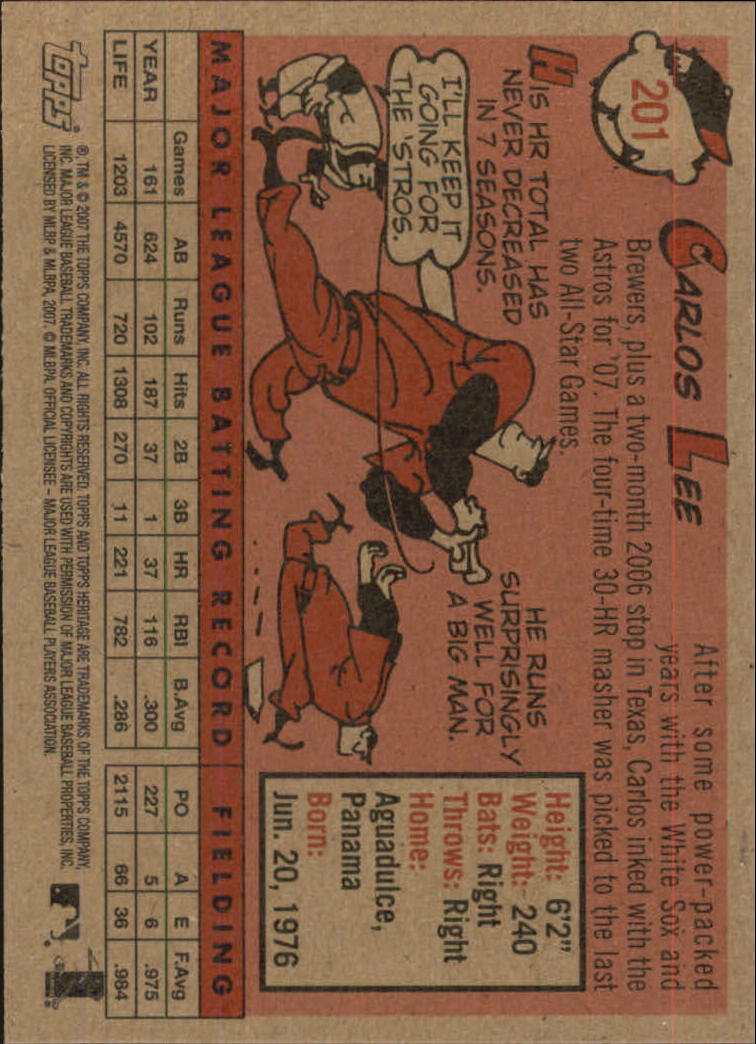 201
CARLOS LEE
After some power-packed
years with the White Sox and
Brewers, plus a two-month 2006 stop in Texas, Carlos inked with the
Astros for '07. The four-time 30-HR masher was picked to the last
two All-Star Games.
HIS HR TOTAL HAS
NEVER DECREASED
IN 7 SEASONS.
I'LL KEEP IT
GOING FOR
THE 'STROS.
HE RUNS
SURPRISINGLY
WELL FOR
A BIG MAN.
Height: 6'2"
Weight: 240
Bats: Right
Throws: Right
Home:
Aguadulce,
Panama
Born:
Jun. 20, 1976
MAJOR LEAGUE BATTING RECORD FIELDING
Games AB Runs Hits 2B 3B HR RBI B.Avg PO A E F.Avg
YEAR 161 624 102 187 37 1 37 116 .300 227 5 6 .975
LIFE 1203 4570 720 1308 270 11 221 782 .286 2115 66 36 .984
Topps
®, TM & © 2007 THE TOPPS COMPANY, INC. ALL RIGHTS RESERVED. TOPPS AND TOPPS HERITAGE ARE TRADEMARKS OF THE TOPPS COMPANY,
INC. MAJOR LEAGUE BASEBALL TRADEMARKS AND COPYRIGHTS ARE USED WITH PERMISSION OF MAJOR LEAGUE BASEBALL PROPERTIES, INC.
LICENSED BY MLBP & MLBPA, 2007. © MLBPA. OFFICIAL LICENSEE – MAJOR LEAGUE BASEBALL PLAYERS ASSOCIATION.